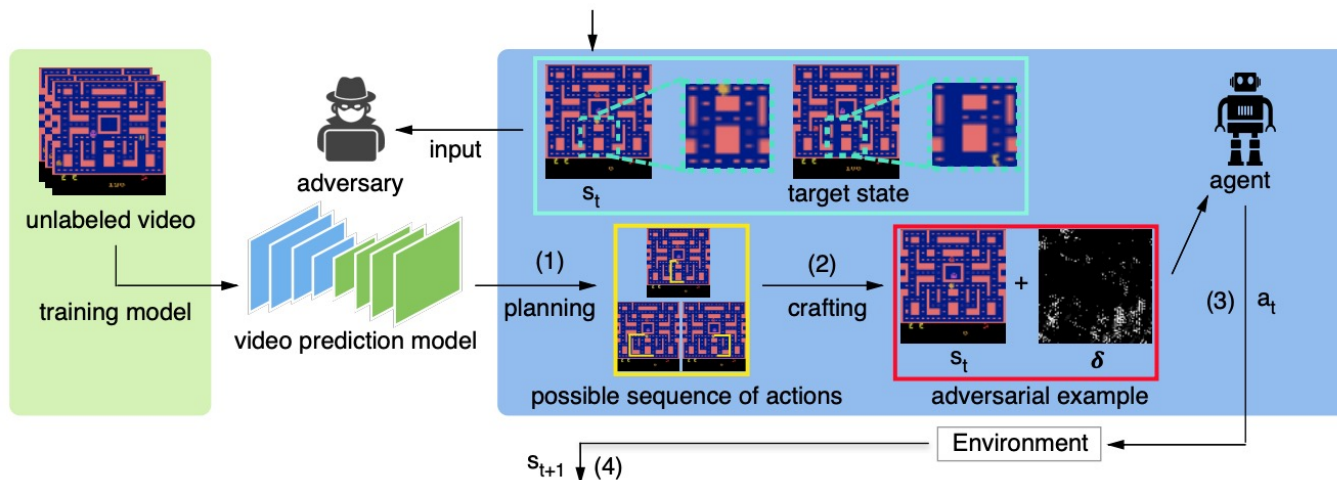 unlabeled video
training model
adversary
input
video prediction model
s_t
target state
agent
(1)
planning
possible sequence of actions
(2)
crafting
s_t
+
δ
adversarial example
(3)
a_t
Environment
s_{t+1}
(4)